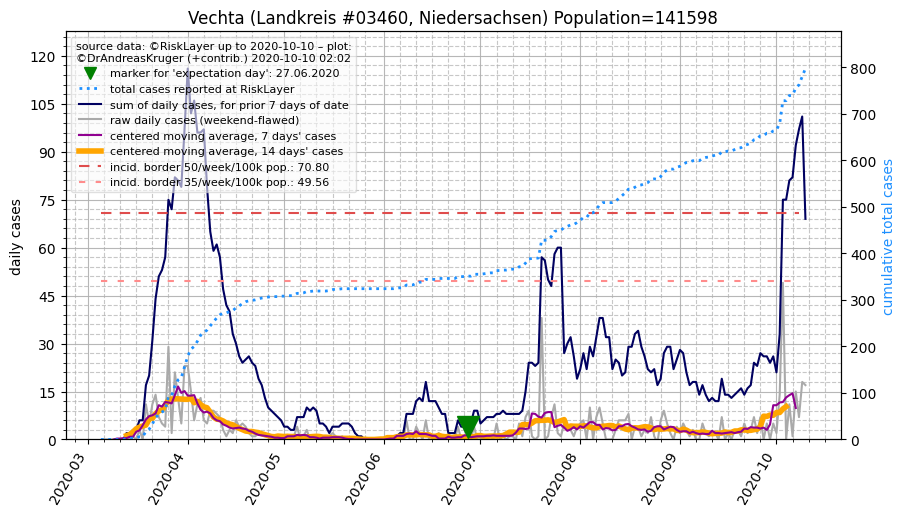 Vechta (Landkreis #03460, Niedersachsen) Population=141598
source data: ©RiskLayer up to 2020-10-10 – plot:
©DrAndreasKruger (+contrib.) 2020-10-10 02:02
marker for 'expectation day': 27.06.2020
total cases reported at RiskLayer
sum of daily cases, for prior 7 days of date
raw daily cases (weekend-flawed)
centered moving average, 7 days' cases
centered moving average, 14 days' cases
incid. border 50/week/100k pop.: 70.80
incid. border 35/week/100k pop.: 49.56
daily cases
120
105
90
75
60
45
30
15
0
800
700
600
500
400
300
200
100
0
cumulative total cases
2020-03
2020-04
2020-05
2020-06
2020-07
2020-08
2020-09
2020-10